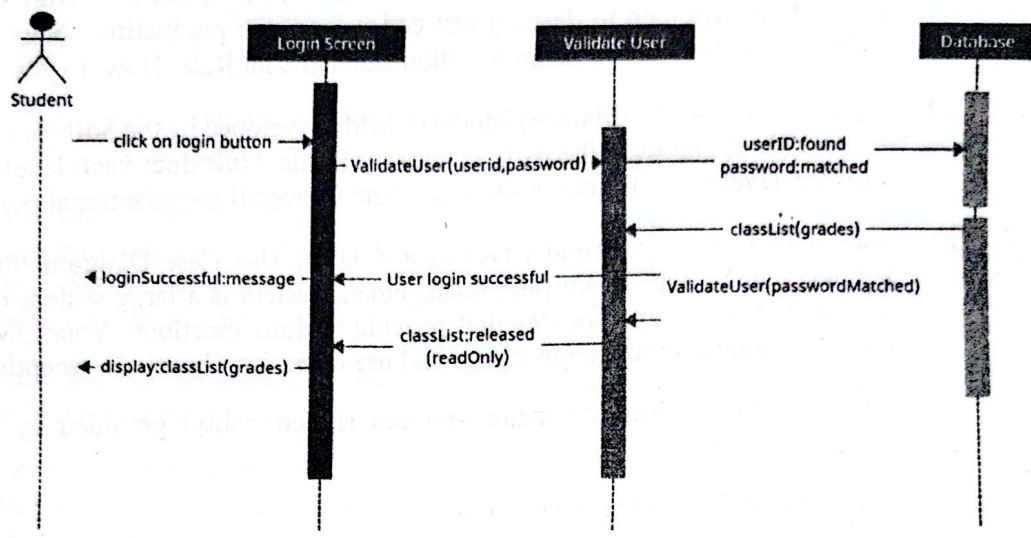 Login Screen
Validate User
Database
Student
click on login button
ValidateUser(userid,password)
userID:found
password:matched
classList(grades)
loginSuccessful:message
User login successful
ValidateUser(passwordMatched)
classList:released
(readOnly)
display:classList(grades)